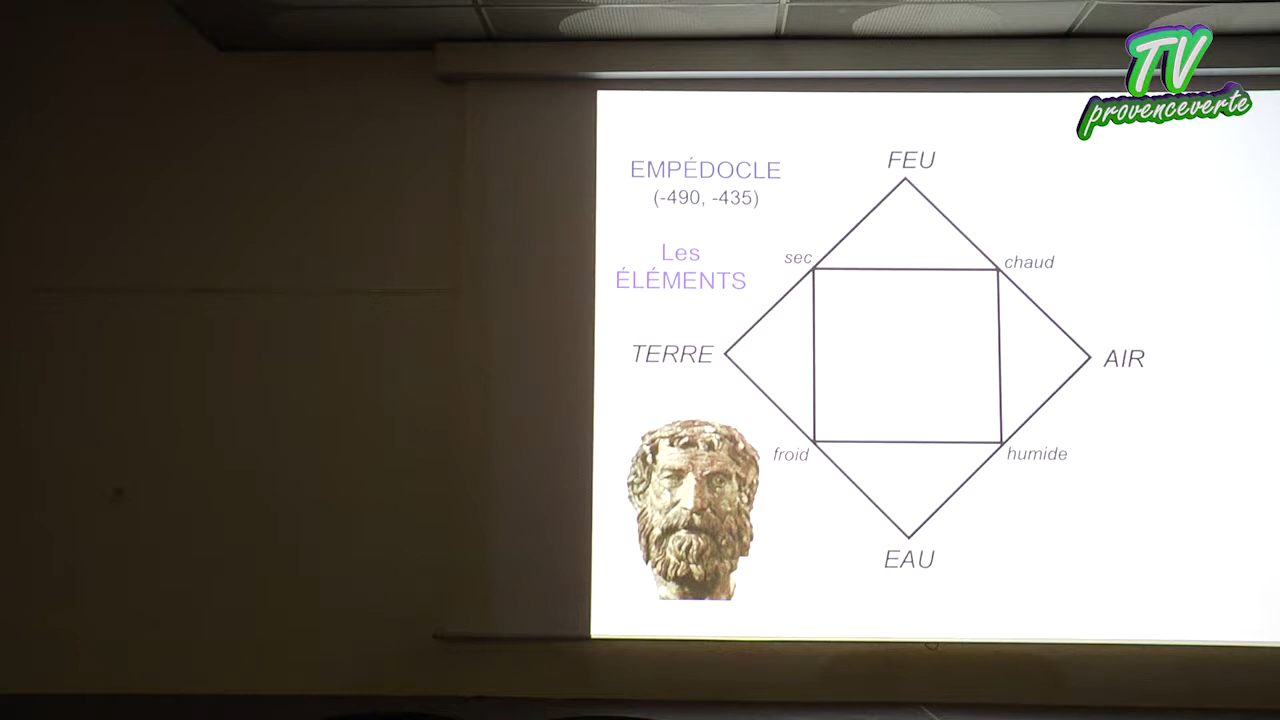 TV
provenceverte
EMPÉDOCLE
(-490, -435)
Les
ÉLÉMENTS
FEU
sec
chaud
TERRE
AIR
froid
humide
EAU